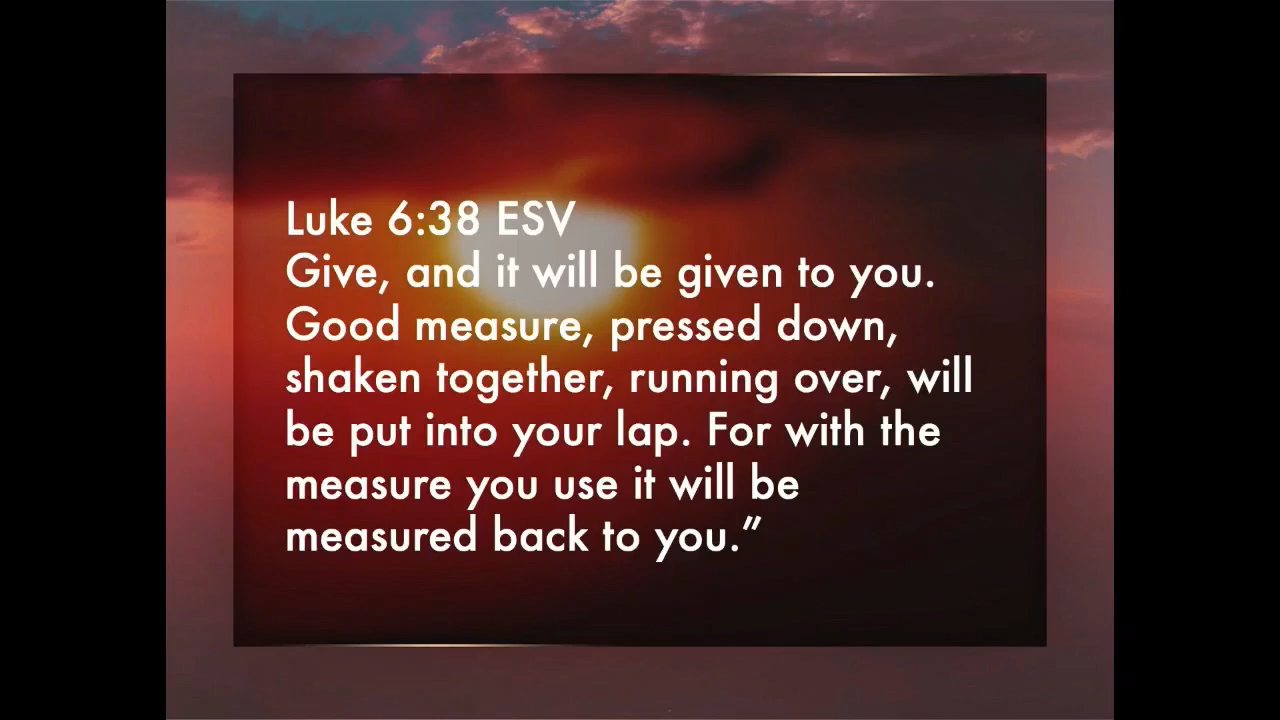 Luke 6:38 ESV
Give, and it will be given to you.
Good measure, pressed down,
shaken together, running over, will
be put into your lap. For with the
measure you use it will be
measured back to you.”